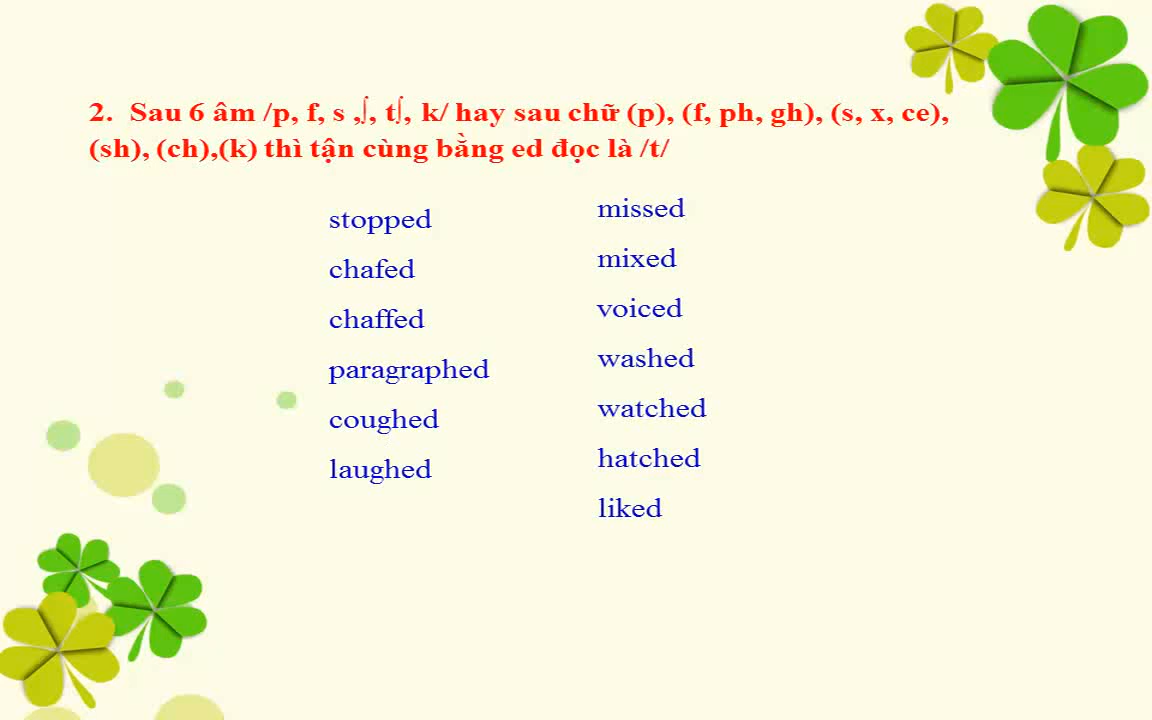 2. Sau 6 âm /p, f, s ,ʃ, tʃ, k/ hay sau chữ (p), (f, ph, gh), (s, x, ce),
(sh), (ch),(k) thì tận cùng bằng ed đọc là /t/
stopped
chafed
chaffed
paragraphed
coughed
laughed
missed
mixed
voiced
washed
watched
hatched
liked